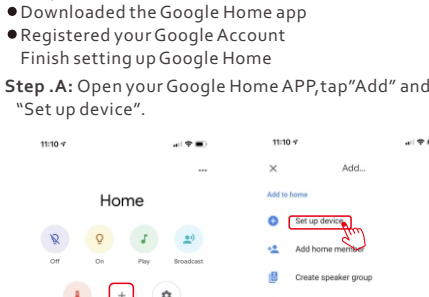 ●Downloaded the Google Home app
●Registered your Google Account
Finish setting up Google Home
Step .A: Open your Google Home APP,tap”Add” and
“Set up device”.
11:10
11:10
Add...
Home
Add to home
Set up device
Add home member
Off On Play Broadcast
Create speaker group